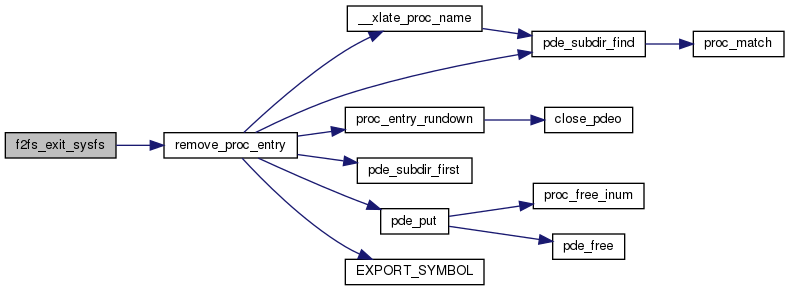 __xlate_proc_name
pde_subdir_find
proc_match
proc_entry_rundown
close_pdeo
f2fs_exit_sysfs
remove_proc_entry
pde_subdir_first
proc_free_inum
pde_put
pde_free
EXPORT_SYMBOL